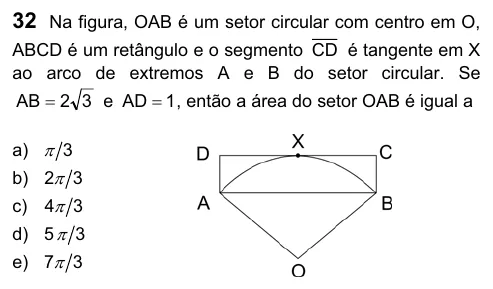 32 Na figura, OAB é um setor circular com centro em O,
ABCD é um retângulo e o segmento C̅D̅ é tangente em X
ao arco de extremos A e B do setor circular. Se
AB = 2√3 e AD = 1, então a área do setor OAB é igual a
a) π/3
b) 2π/3
c) 4π/3
d) 5π/3
e) 7π/3
X
D C
A B
O